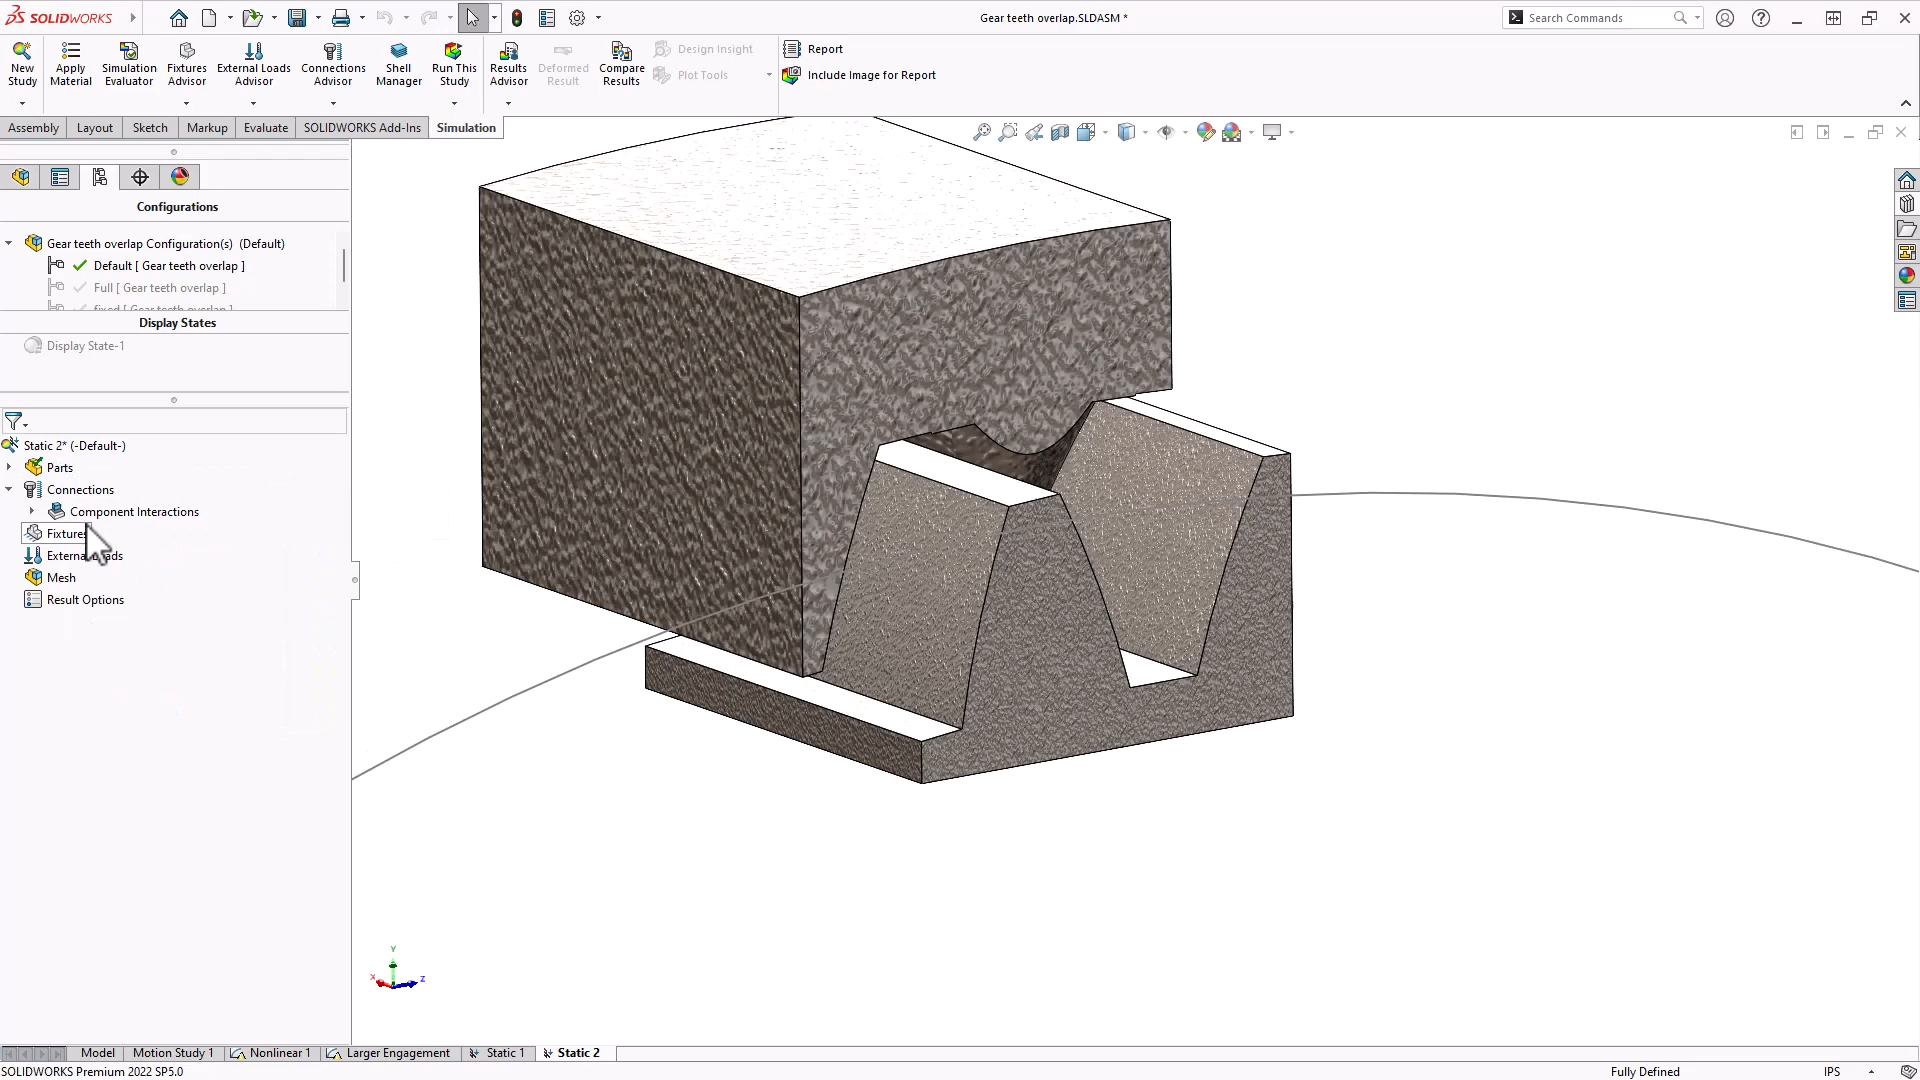 SOLIDWORKS
Gear teeth overlap.SLDASM *
Search Commands
New Study
Apply Material
Simulation Evaluator
Fixtures Advisor
External Loads Advisor
Connections Advisor
Shell Manager
Run This Study
Results Advisor
Deformed Result
Compare Results
Design Insight
Plot Tools
Report
Include Image for Report
Assembly
Layout
Sketch
Markup
Evaluate
SOLIDWORKS Add-Ins
Simulation
Configurations
Gear teeth overlap Configuration(s) (Default)
Default [ Gear teeth overlap ]
Full [ Gear teeth overlap ]
fixed [ Gear teeth overlap ]
Display States
Display State-1
Static 2* (-Default-)
Parts
Connections
Component Interactions
Fixtures
Mesh
Result Options
Y
X
Z
Model
Motion Study 1
Nonlinear 1
Larger Engagement
Static 1
Static 2
SOLIDWORKS Premium 2022 SP5.0
Fully Defined
IPS